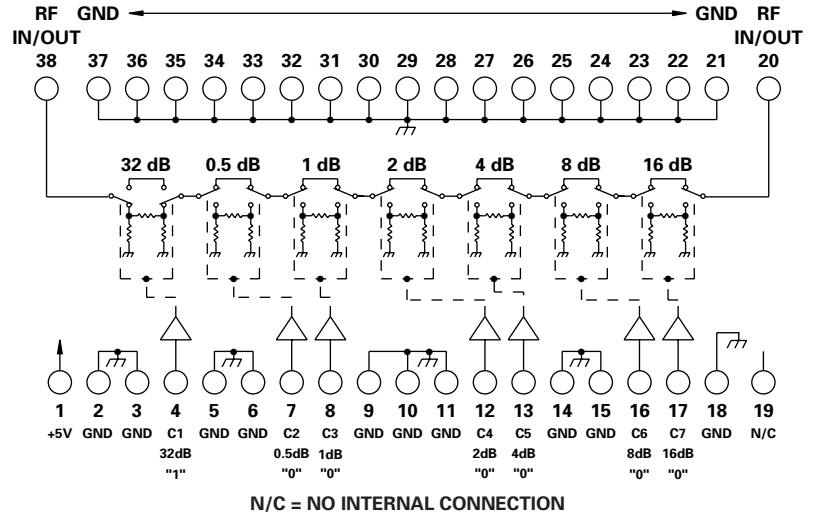 RF GND GND RF
IN/OUT IN/OUT
38 37 36 35 34 33 32 31 30 29 28 27 26 25 24 23 22 21 20
32 dB 0.5 dB 1 dB 2 dB 4 dB 8 dB 16 dB
1 2 3 4 5 6 7 8 9 10 11 12 13 14 15 16 17 18 19
+5V GND GND C1 GND GND C2 C3 GND GND GND C4 C5 GND GND C6 C7 GND N/C
32dB 0.5dB 1dB 2dB 4dB 8dB 16dB
"1" "0" "0" "0" "0" "0" "0"
N/C = NO INTERNAL CONNECTION